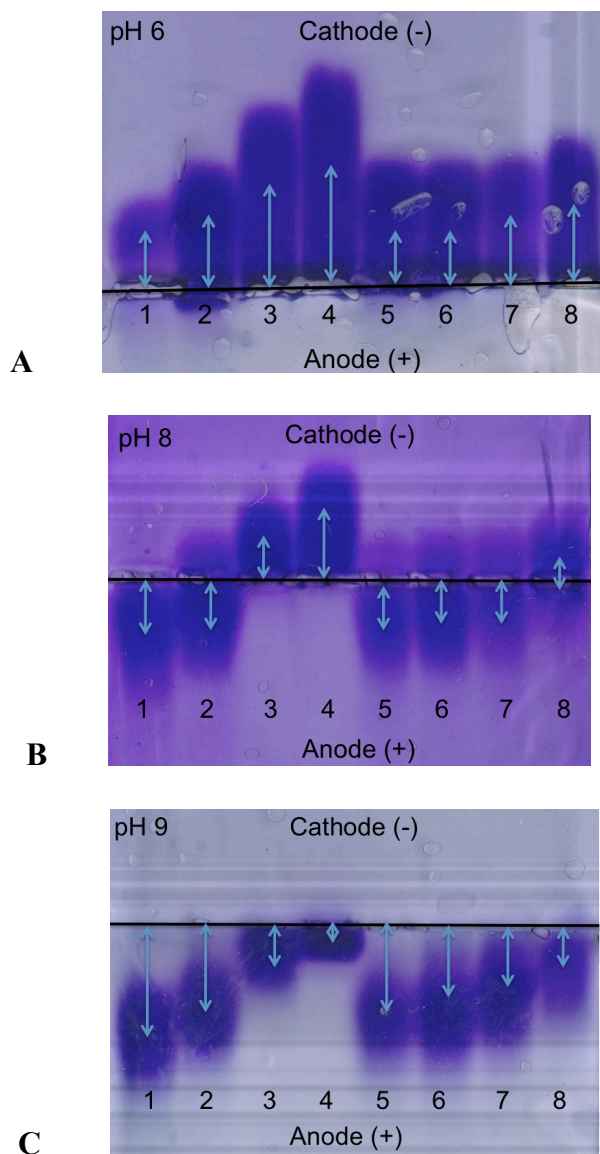 pH 6 Cathode (-)
1 2 3 4 5 6 7 8
Anode (+)
A
pH 8 Cathode (-)
1 2 3 4 5 6 7 8
Anode (+)
B
pH 9 Cathode (-)
1 2 3 4 5 6 7 8
Anode (+)
C